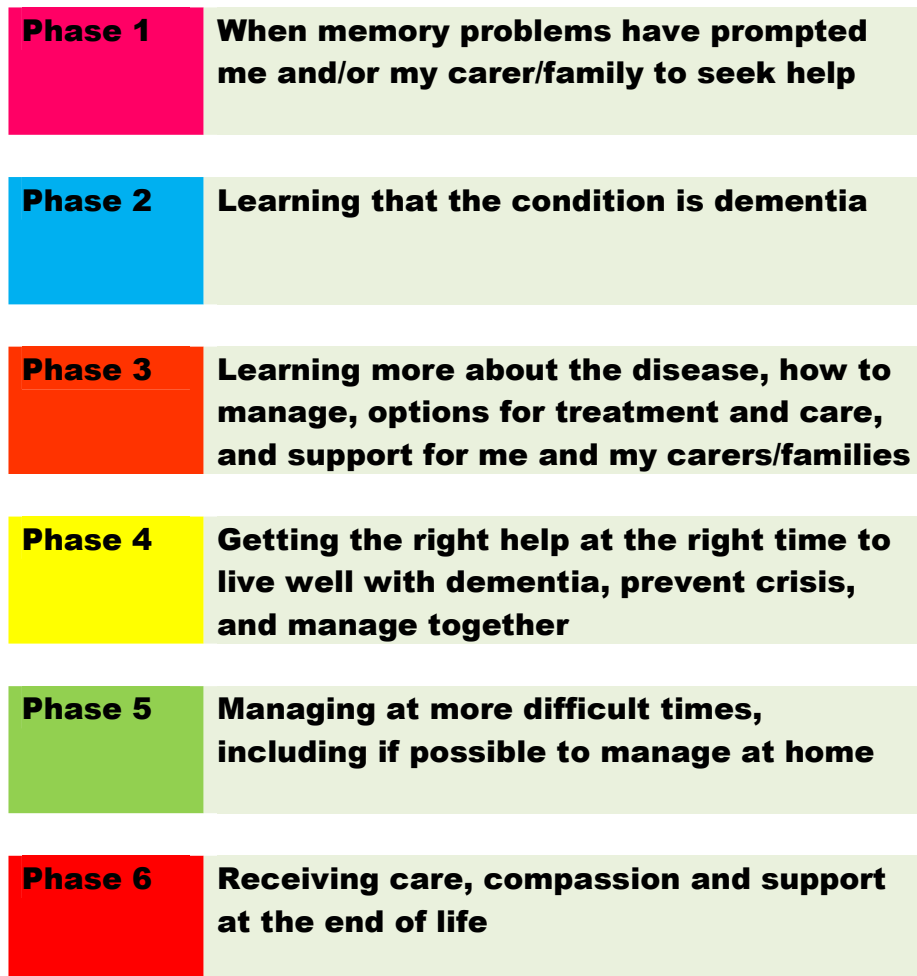 Phase 1 When memory problems have prompted
me and/or my carer/family to seek help
Phase 2 Learning that the condition is dementia
Phase 3 Learning more about the disease, how to
manage, options for treatment and care,
and support for me and my carers/families
Phase 4 Getting the right help at the right time to
live well with dementia, prevent crisis,
and manage together
Phase 5 Managing at more difficult times,
including if possible to manage at home
Phase 6 Receiving care, compassion and support
at the end of life